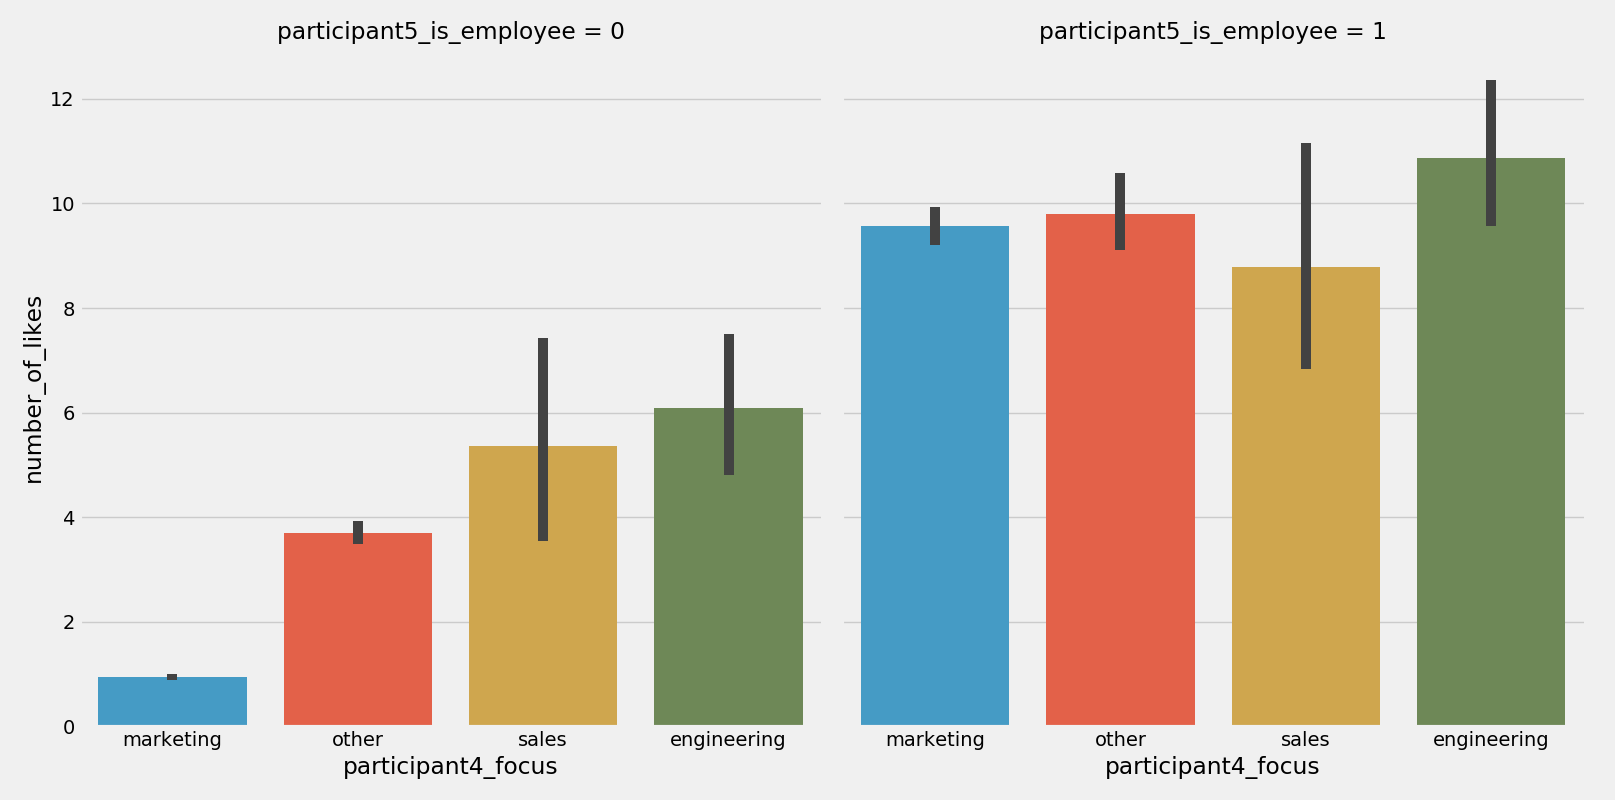 participant5_is_employee = 0
participant5_is_employee = 1
number_of_likes
12
10
8
6
4
2
0
marketing other sales engineering
marketing other sales engineering
participant4_focus
participant4_focus